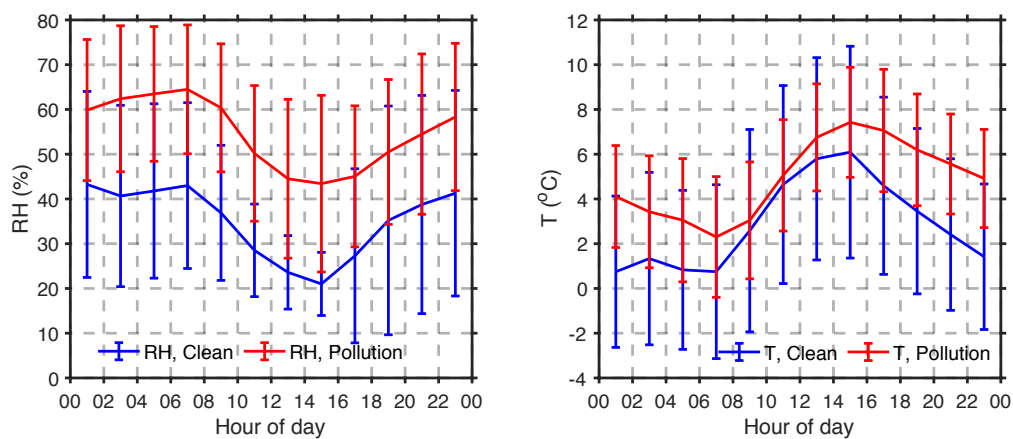 80
70
60
50
40
30
20
10
0
RH (%)
RH, Clean
RH, Pollution
00 02 04 06 08 10 12 14 16 18 20 22 00
Hour of day
12
10
8
6
4
2
0
-2
-4
T (ºC)
T, Clean
T, Pollution
00 02 04 06 08 10 12 14 16 18 20 22 00
Hour of day